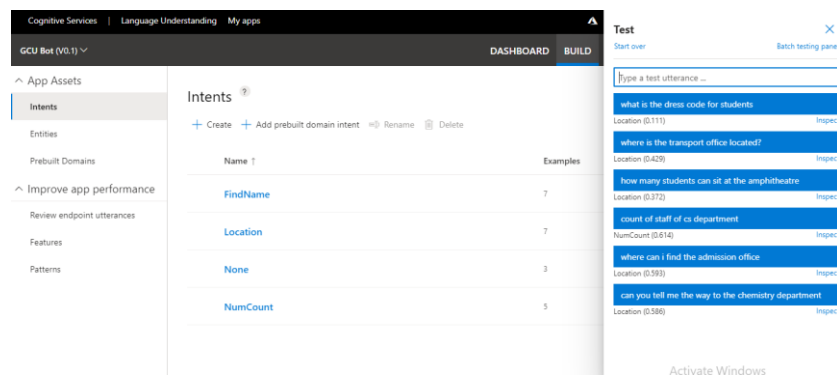 Cognitive Services | Language Understanding My apps
GCU Bot (V0.1)
DASHBOARD BUILD
App Assets
Intents
Entities
Prebuilt Domains
Improve app performance
Review endpoint utterances
Features
Patterns
Intents ?
+ Create + Add prebuilt domain intent Rename Delete
Name ↑ Examples
FindName 7
Location 7
None 3
NumCount 5
Test
Start over Batch testing pane
Type a test utterance ...
what is the dress code for students
Location (0.111) Inspec
where is the transport office located?
Location (0.429) Inspec
how many students can sit at the amphitheatre
Location (0.372) Inspec
count of staff of cs department
NumCount (0.614) Inspec
where can i find the admission office
Location (0.593) Inspec
can you tell me the way to the chemistry department
Location (0.586) Inspec
Activate Windows